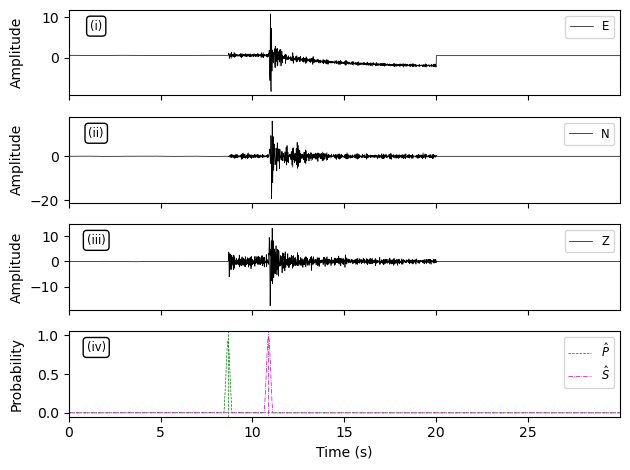 10
0
Amplitude
(i)
E
0
−20
Amplitude
(ii)
N
10
0
−10
Amplitude
(iii)
Z
1.0
0.5
0.0
Probability
(iv)
P̂
Ŝ
0 5 10 15 20 25
Time (s)